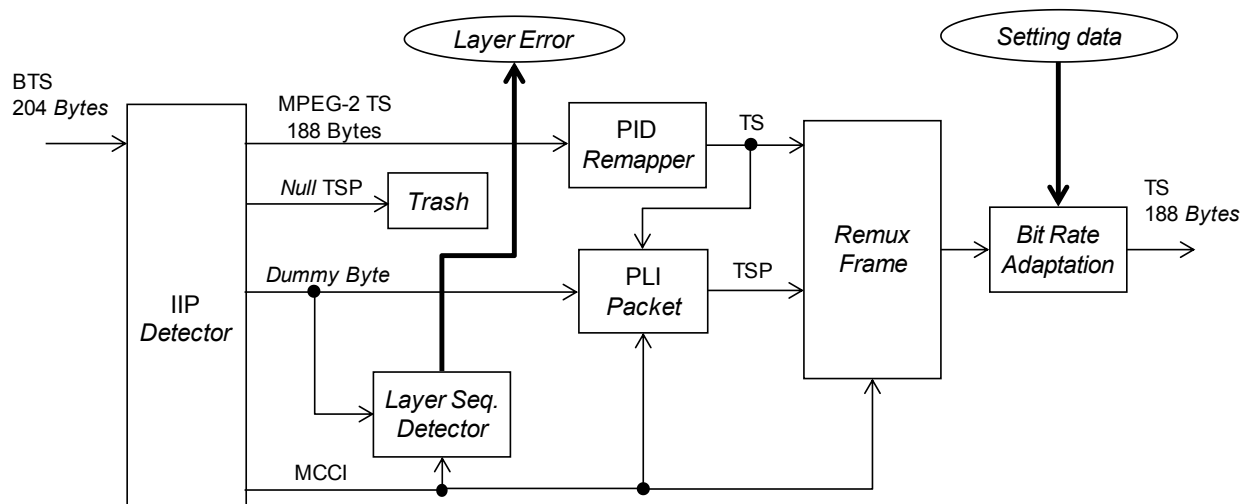 Layer Error
Setting data
BTS
204 Bytes
MPEG-2 TS
188 Bytes
PID
Remapper
TS
Null TSP
Trash
TS
188 Bytes
Remux
Frame
Bit Rate
Adaptation
Dummy Byte
PLI
Packet
TSP
IIP
Detector
Layer Seq.
Detector
MCCI